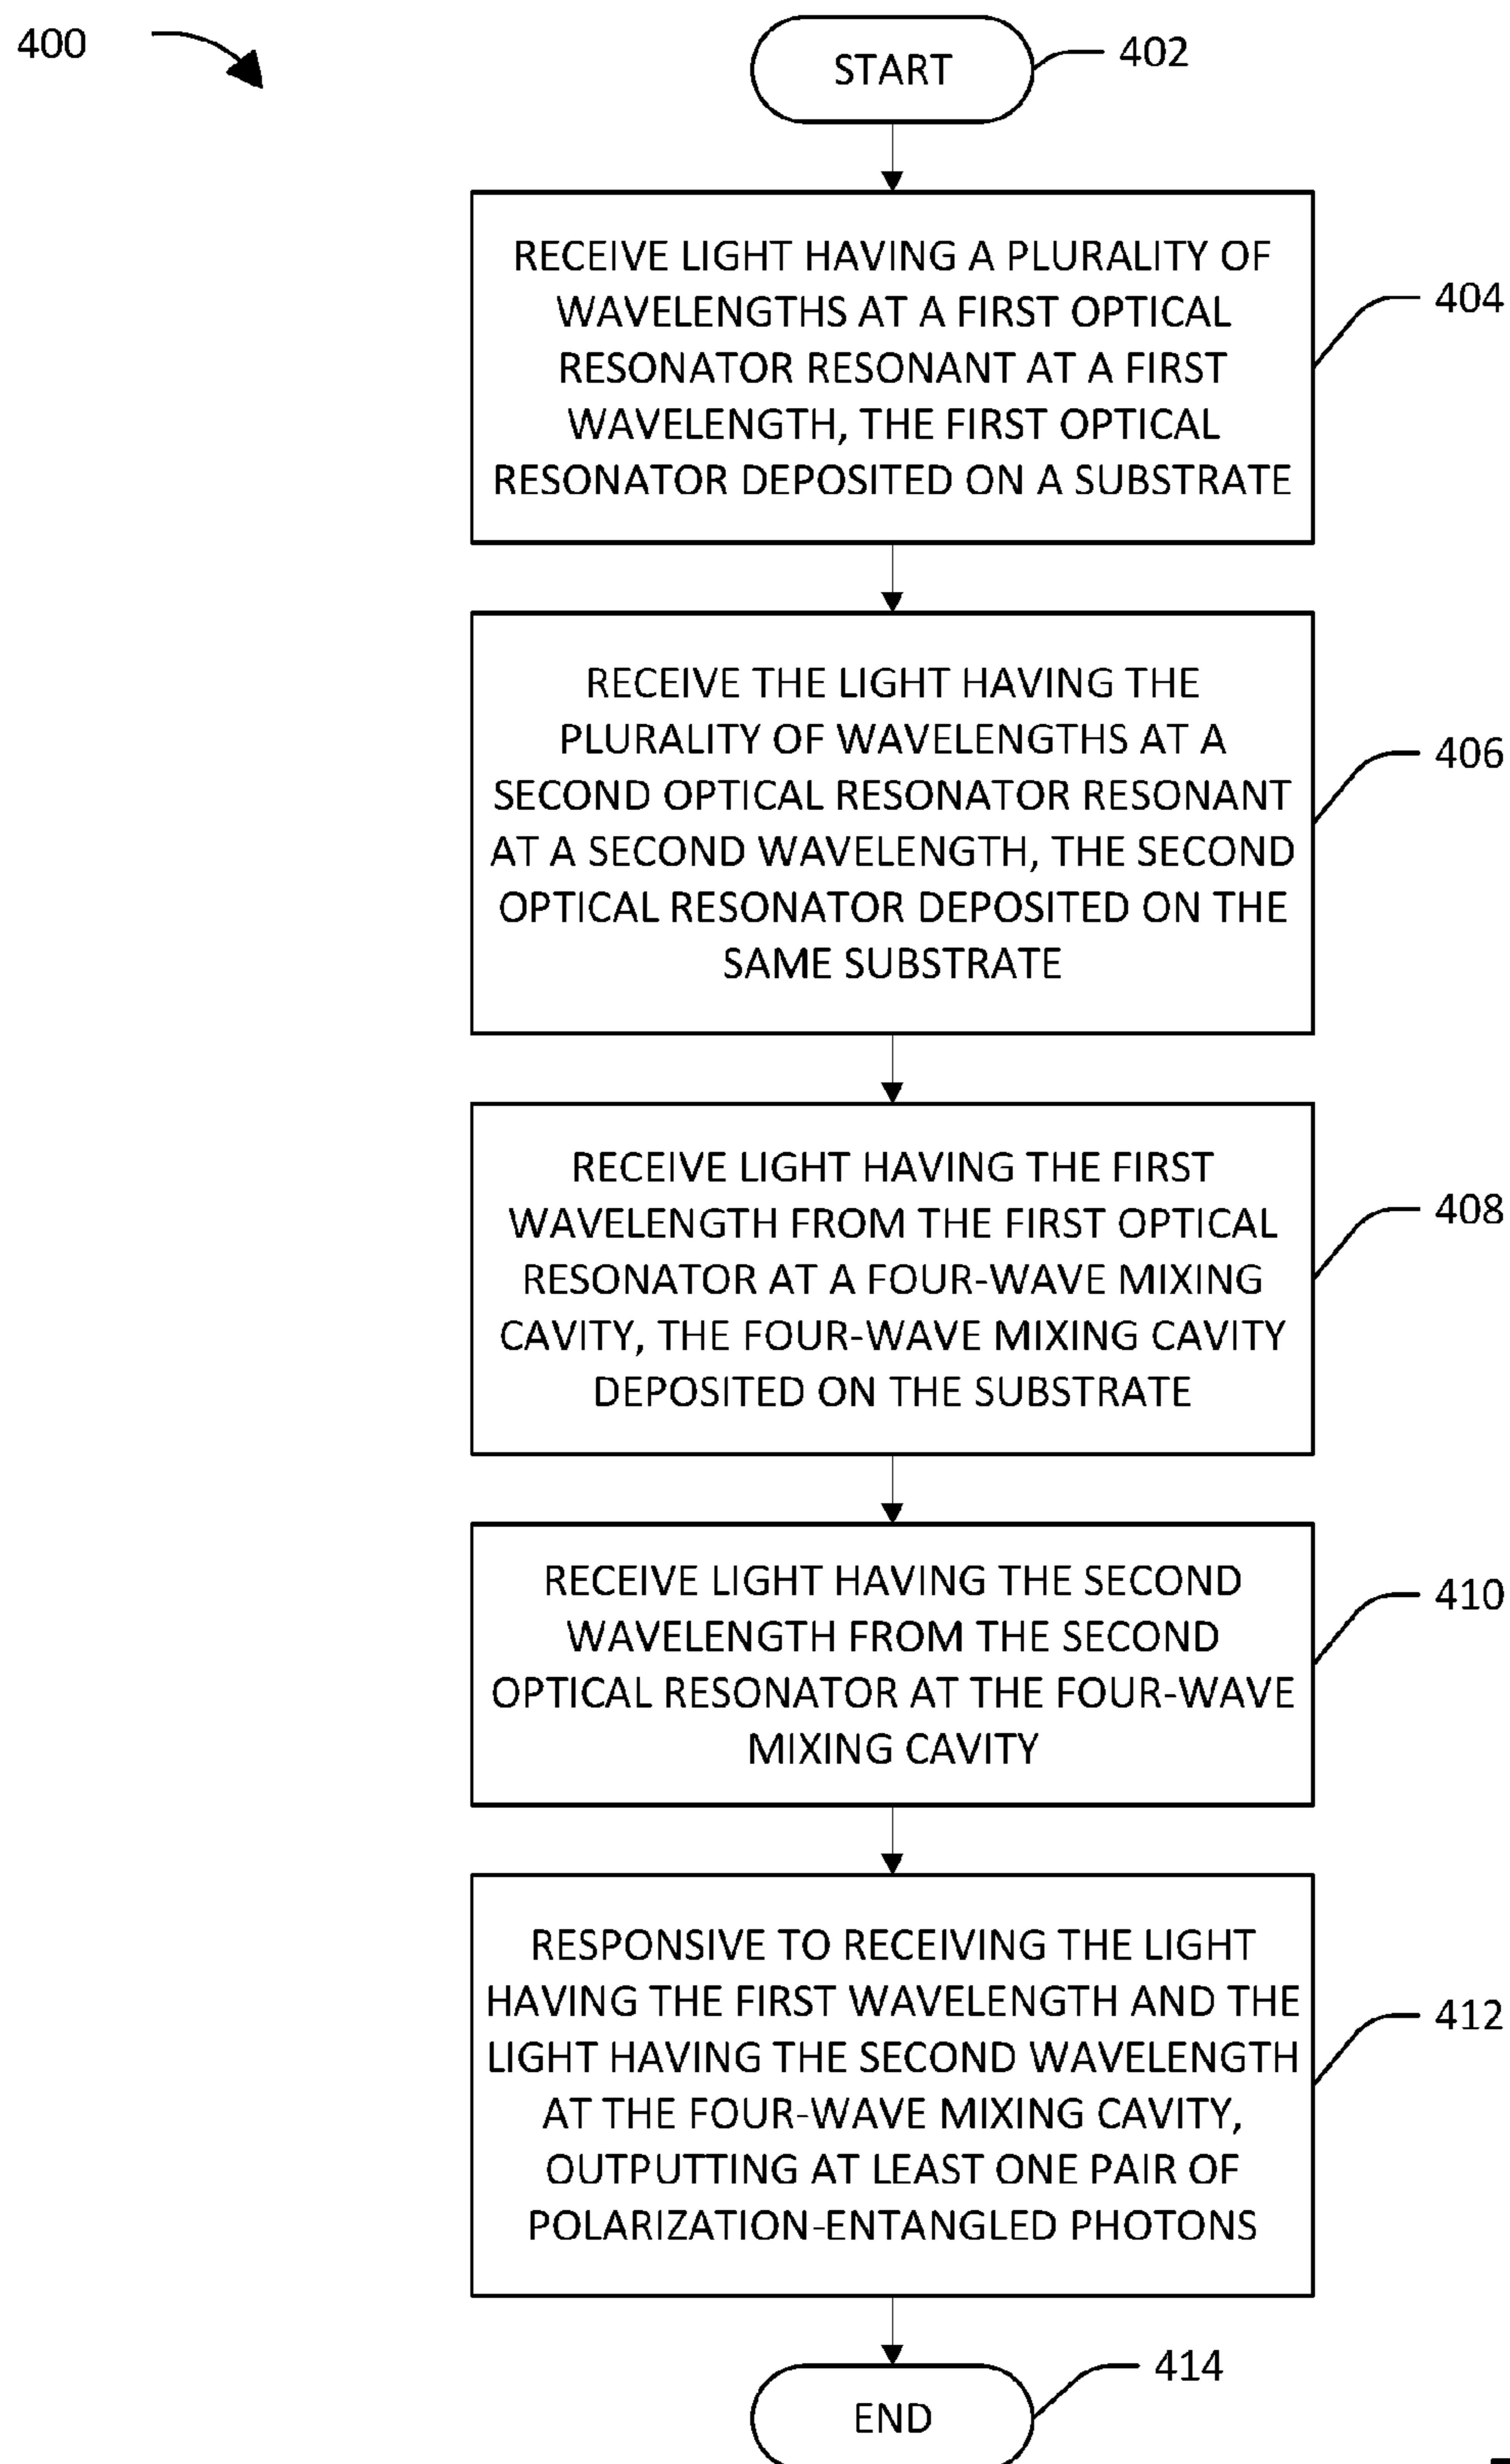 400
START
402
RECEIVE LIGHT HAVING A PLURALITY OF
WAVELENGTHS AT A FIRST OPTICAL
RESONATOR RESONANT AT A FIRST
WAVELENGTH, THE FIRST OPTICAL
RESONATOR DEPOSITED ON A SUBSTRATE
404
RECEIVE THE LIGHT HAVING THE
PLURALITY OF WAVELENGTHS AT A
SECOND OPTICAL RESONATOR RESONANT
AT A SECOND WAVELENGTH, THE SECOND
OPTICAL RESONATOR DEPOSITED ON THE
SAME SUBSTRATE
406
RECEIVE LIGHT HAVING THE FIRST
WAVELENGTH FROM THE FIRST OPTICAL
RESONATOR AT A FOUR-WAVE MIXING
CAVITY, THE FOUR-WAVE MIXING CAVITY
DEPOSITED ON THE SUBSTRATE
408
RECEIVE LIGHT HAVING THE SECOND
WAVELENGTH FROM THE SECOND
OPTICAL RESONATOR AT THE FOUR-WAVE
MIXING CAVITY
410
RESPONSIVE TO RECEIVING THE LIGHT
HAVING THE FIRST WAVELENGTH AND THE
LIGHT HAVING THE SECOND WAVELENGTH
AT THE FOUR-WAVE MIXING CAVITY,
OUTPUTTING AT LEAST ONE PAIR OF
POLARIZATION-ENTANGLED PHOTONS
412
END
414